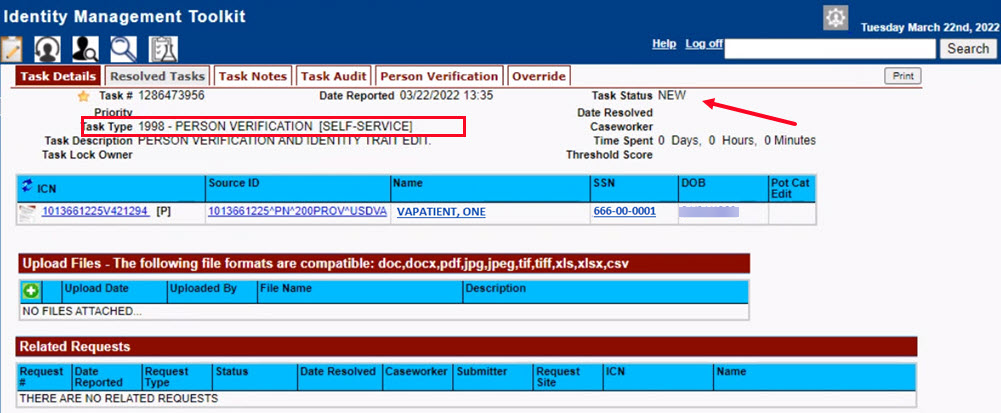 Identity Management Toolkit
Tuesday March 22nd, 2022
Help Log off Search
Task Details Resolved Tasks Task Notes Task Audit Person Verification Override Print
Task # 1286473956 Date Reported 03/22/2022 13:35 Task Status NEW
Priority Date Resolved
Task Type 1998 - PERSON VERIFICATION [SELF-SERVICE] Caseworker
Task Description PERSON VERIFICATION AND IDENTITY TRAIT EDIT. Time Spent 0 Days, 0 Hours, 0 Minutes
Task Lock Owner Threshold Score
ICN Source ID Name SSN DOB Pot Cat Edit
1013661225V421294 [P] 1013661225^PN^200PROV^USDVA VAPATIENT, ONE 666-00-0001
Upload Files - The following file formats are compatible: doc,docx,pdf,jpg,jpeg,tif,tiff,xls,xlsx,csv
Upload Date Uploaded By File Name Description
NO FILES ATTACHED...
Related Requests
Request # Date Reported Request Type Status Date Resolved Caseworker Submitter Request Site ICN Name
THERE ARE NO RELATED REQUESTS